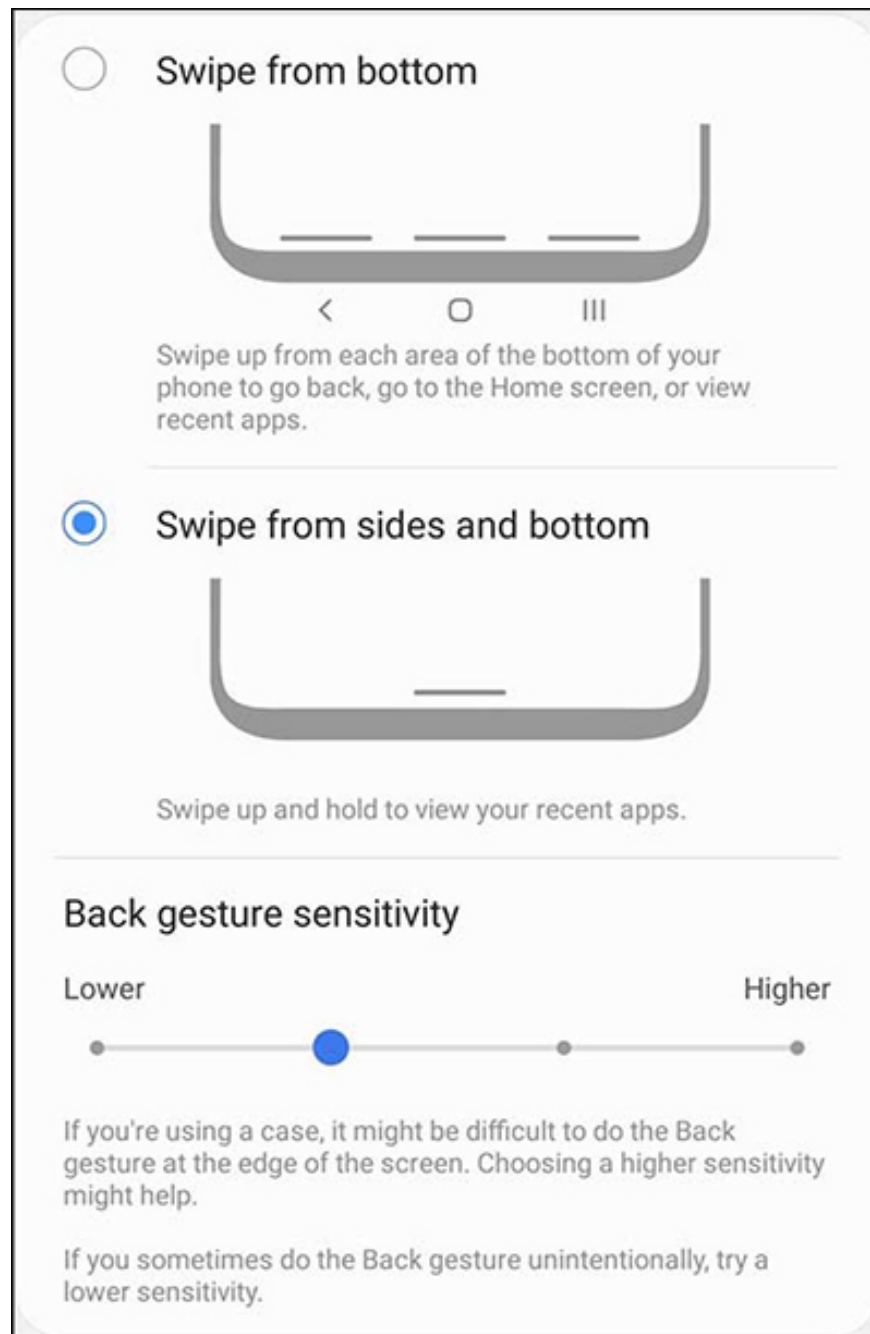 Swipe from bottom
Swipe up from each area of the bottom of your
phone to go back, go to the Home screen, or view
recent apps.
Swipe from sides and bottom
Swipe up and hold to view your recent apps.
Back gesture sensitivity
Lower
Higher
If you're using a case, it might be difficult to do the Back
gesture at the edge of the screen. Choosing a higher sensitivity
might help.
If you sometimes do the Back gesture unintentionally, try a
lower sensitivity.